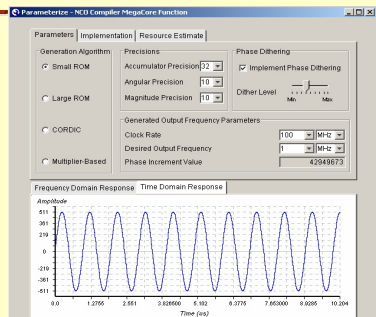 Parameterize - NCO Compiler MegaCore Function
Parameters Implementation Resource Estimate
Generation Algorithm
Small ROM
Large ROM
CORDIC
Multiplier-Based
Precisions
Accumulator Precision 32
Angular Precision 10
Magnitude Precision 10
Phase Dithering
Implement Phase Dithering
Dither Level
Min Max
Generated Output Frequency Parameters
Clock Rate 100 MHz
Desired Output Frequency 1 MHz
Phase Increment Value 42949673
Frequency Domain Response Time Domain Response
Amplitude
511
361
219
0
-219
-361
-511
0.0 1.2755 2.551 3.826500 5.102 6.3775 7.653000 8.9285 10.204
Time (us)